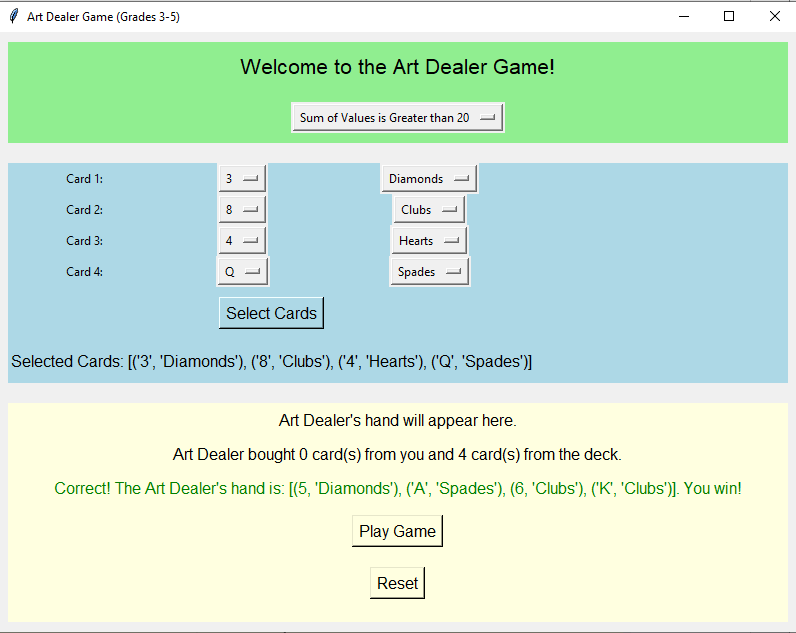 Art Dealer Game (Grades 3-5)
Welcome to the Art Dealer Game!
Sum of Values is Greater than 20
Card 1: 3 Diamonds
Card 2: 8 Clubs
Card 3: 4 Hearts
Card 4: Q Spades
Select Cards
Selected Cards: [('3', 'Diamonds'), ('8', 'Clubs'), ('4', 'Hearts'), ('Q', 'Spades')]
Art Dealer's hand will appear here.
Art Dealer bought 0 card(s) from you and 4 card(s) from the deck.
Correct! The Art Dealer's hand is: [(5, 'Diamonds'), ('A', 'Spades'), (6, 'Clubs'), ('K', 'Clubs')]. You win!
Play Game
Reset